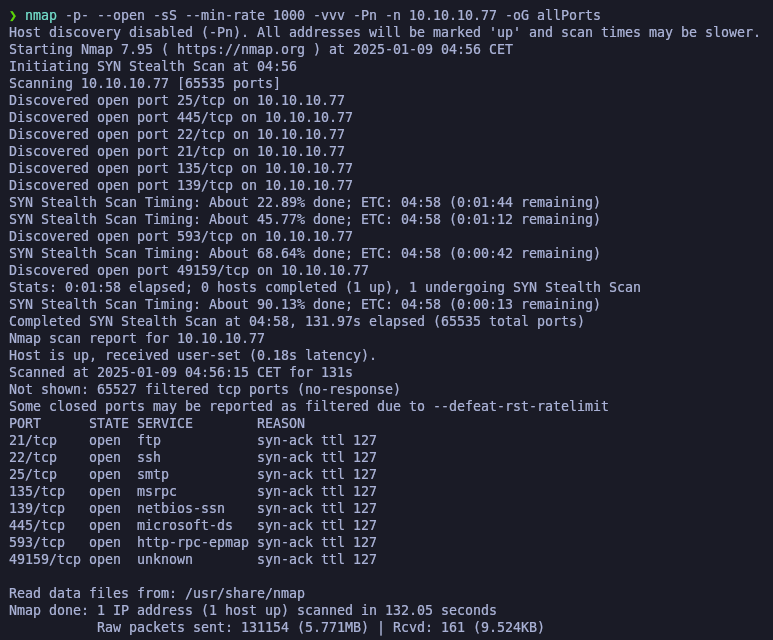 ❯ nmap -p- --open -sS --min-rate 1000 -vvv -Pn -n 10.10.10.77 -oG allPorts
Host discovery disabled (-Pn). All addresses will be marked 'up' and scan times may be slower.
Starting Nmap 7.95 ( https://nmap.org ) at 2025-01-09 04:56 CET
Initiating SYN Stealth Scan at 04:56
Scanning 10.10.10.77 [65535 ports]
Discovered open port 25/tcp on 10.10.10.77
Discovered open port 445/tcp on 10.10.10.77
Discovered open port 22/tcp on 10.10.10.77
Discovered open port 21/tcp on 10.10.10.77
Discovered open port 135/tcp on 10.10.10.77
Discovered open port 139/tcp on 10.10.10.77
SYN Stealth Scan Timing: About 22.89% done; ETC: 04:58 (0:01:44 remaining)
SYN Stealth Scan Timing: About 45.77% done; ETC: 04:58 (0:01:12 remaining)
Discovered open port 593/tcp on 10.10.10.77
SYN Stealth Scan Timing: About 68.64% done; ETC: 04:58 (0:00:42 remaining)
Discovered open port 49159/tcp on 10.10.10.77
Stats: 0:01:58 elapsed; 0 hosts completed (1 up), 1 undergoing SYN Stealth Scan
SYN Stealth Scan Timing: About 90.13% done; ETC: 04:58 (0:00:13 remaining)
Completed SYN Stealth Scan at 04:58, 131.97s elapsed (65535 total ports)
Nmap scan report for 10.10.10.77
Host is up, received user-set (0.18s latency).
Scanned at 2025-01-09 04:56:15 CET for 131s
Not shown: 65527 filtered tcp ports (no-response)
Some closed ports may be reported as filtered due to --defeat-rst-ratelimit
PORT      STATE SERVICE        REASON
21/tcp    open  ftp            syn-ack ttl 127
22/tcp    open  ssh            syn-ack ttl 127
25/tcp    open  smtp           syn-ack ttl 127
135/tcp   open  msrpc          syn-ack ttl 127
139/tcp   open  netbios-ssn    syn-ack ttl 127
445/tcp   open  microsoft-ds   syn-ack ttl 127
593/tcp   open  http-rpc-epmap syn-ack ttl 127
49159/tcp open  unknown        syn-ack ttl 127
Read data files from: /usr/share/nmap
Nmap done: 1 IP address (1 host up) scanned in 132.05 seconds
           Raw packets sent: 131154 (5.771MB) | Rcvd: 161 (9.524KB)